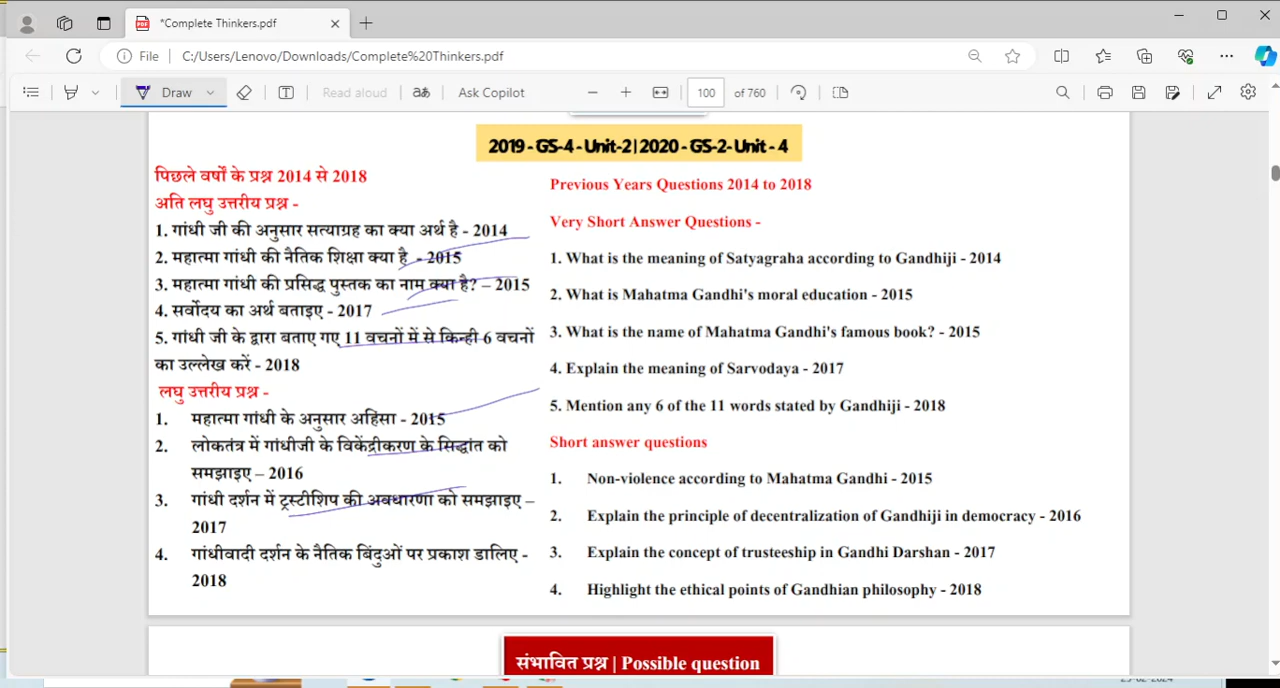 *Complete Thinkers.pdf
File
C:/Users/Lenovo/Downloads/Complete%20Thinkers.pdf
Draw
Read aloud
Ask Copilot
100
of 760
2019 - GS-4 - Unit-2 | 2020 - GS-2- Unit - 4
पिछले वर्षों के प्रश्न 2014 से 2018
अति लघु उत्तरीय प्रश्न -
1. गांधी जी की अनुसार सत्याग्रह का क्या अर्थ है - 2014
2. महात्मा गांधी की नैतिक शिक्षा क्या है - 2015
3. महात्मा गांधी की प्रसिद्ध पुस्तक का नाम क्या है? – 2015
4. सर्वोदय का अर्थ बताइए - 2017
5. गांधी जी के द्वारा बताए गए 11 वचनों में से किन्ही 6 वचनों
का उल्लेख करें - 2018
लघु उत्तरीय प्रश्न -
1. महात्मा गांधी के अनुसार अहिंसा - 2015
2. लोकतंत्र में गांधीजी के विकेंद्रीकरण के सिद्धांत को
समझाइए – 2016
3. गांधी दर्शन में ट्रस्टीशिप की अवधारणा को समझाइए –
2017
4. गांधीवादी दर्शन के नैतिक बिंदुओं पर प्रकाश डालिए -
2018
Previous Years Questions 2014 to 2018
Very Short Answer Questions -
1. What is the meaning of Satyagraha according to Gandhiji - 2014
2. What is Mahatma Gandhi's moral education - 2015
3. What is the name of Mahatma Gandhi's famous book? - 2015
4. Explain the meaning of Sarvodaya - 2017
5. Mention any 6 of the 11 words stated by Gandhiji - 2018
Short answer questions
1. Non-violence according to Mahatma Gandhi - 2015
2. Explain the principle of decentralization of Gandhiji in democracy - 2016
3. Explain the concept of trusteeship in Gandhi Darshan - 2017
4. Highlight the ethical points of Gandhian philosophy - 2018
संभावित प्रश्न | Possible question